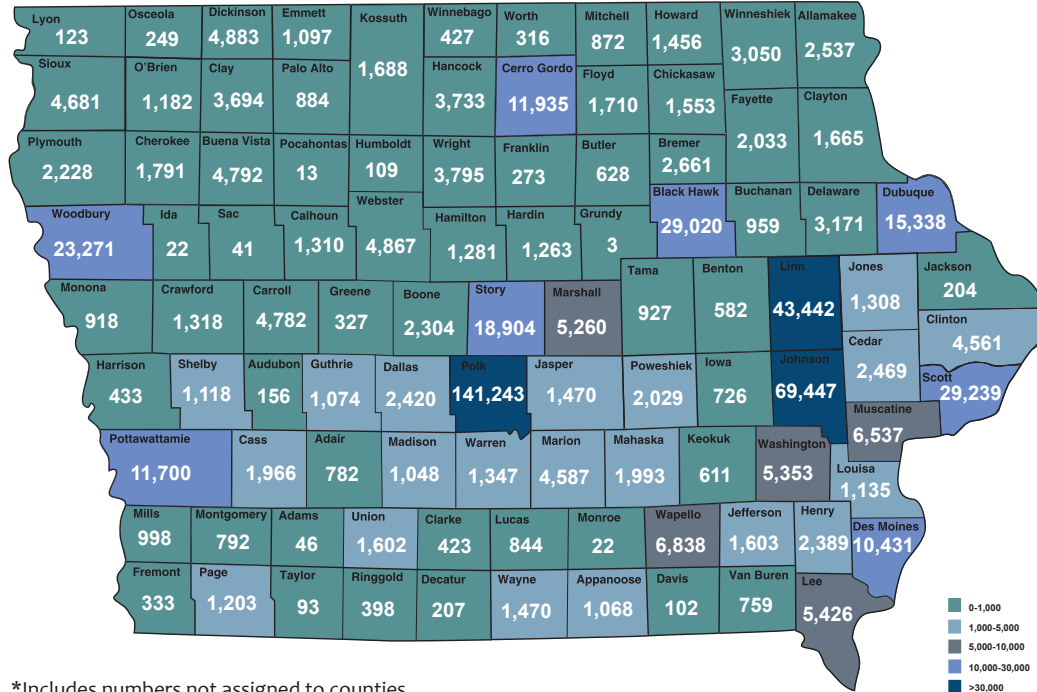 Lyon
123
Osceola
249
Dickinson
4,883
Emmett
1,097
Kossuth
1,688
Winnebago
427
Worth
316
Mitchell
872
Howard
1,456
Winneshiek
3,050
Allamakee
2,537
Sioux
4,681
O’Brien
1,182
Clay
3,694
Palo Alto
884
Hancock
3,733
Cerro Gordo
11,935
Floyd
1,710
Chickasaw
1,553
Fayette
2,033
Clayton
1,665
Plymouth
2,228
Cherokee
1,791
Buena Vista
4,792
Pocahontas
13
Humboldt
109
Wright
3,795
Franklin
273
Butler
628
Bremer
2,661
Woodbury
23,271
Ida
22
Sac
41
Calhoun
1,310
Webster
4,867
Hamilton
1,281
Hardin
1,263
Grundy
3
Black Hawk
29,020
Buchanan
959
Delaware
3,171
Dubuque
15,338
Monona
918
Crawford
1,318
Carroll
4,782
Greene
327
Boone
2,304
Story
18,904
Marshall
5,260
Tama
927
Benton
582
Linn
43,442
Jones
1,308
Jackson
204
Clinton
4,561
Harrison
433
Shelby
1,118
Audubon
156
Guthrie
1,074
Dallas
2,420
Polk
141,243
Jasper
1,470
Poweshiek
2,029
Iowa
726
Johnson
69,447
Cedar
2,469
Scott
29,239
Muscatine
6,537
Pottawattamie
11,700
Cass
1,966
Adair
782
Madison
1,048
Warren
1,347
Marion
4,587
Mahaska
1,993
Keokuk
611
Washington
5,353
Louisa
1,135
Mills
998
Montgomery
792
Adams
46
Union
1,602
Clarke
423
Lucas
844
Monroe
22
Wapello
6,838
Jefferson
1,603
Henry
2,389
Des Moines
10,431
Fremont
333
Page
1,203
Taylor
93
Ringgold
398
Decatur
207
Wayne
1,470
Appanoose
1,068
Davis
102
Van Buren
759
Lee
5,426
0-1,000
1,000-5,000
5,000-10,000
10,000-30,000
>30,000
*Includes numbers not assigned to counties